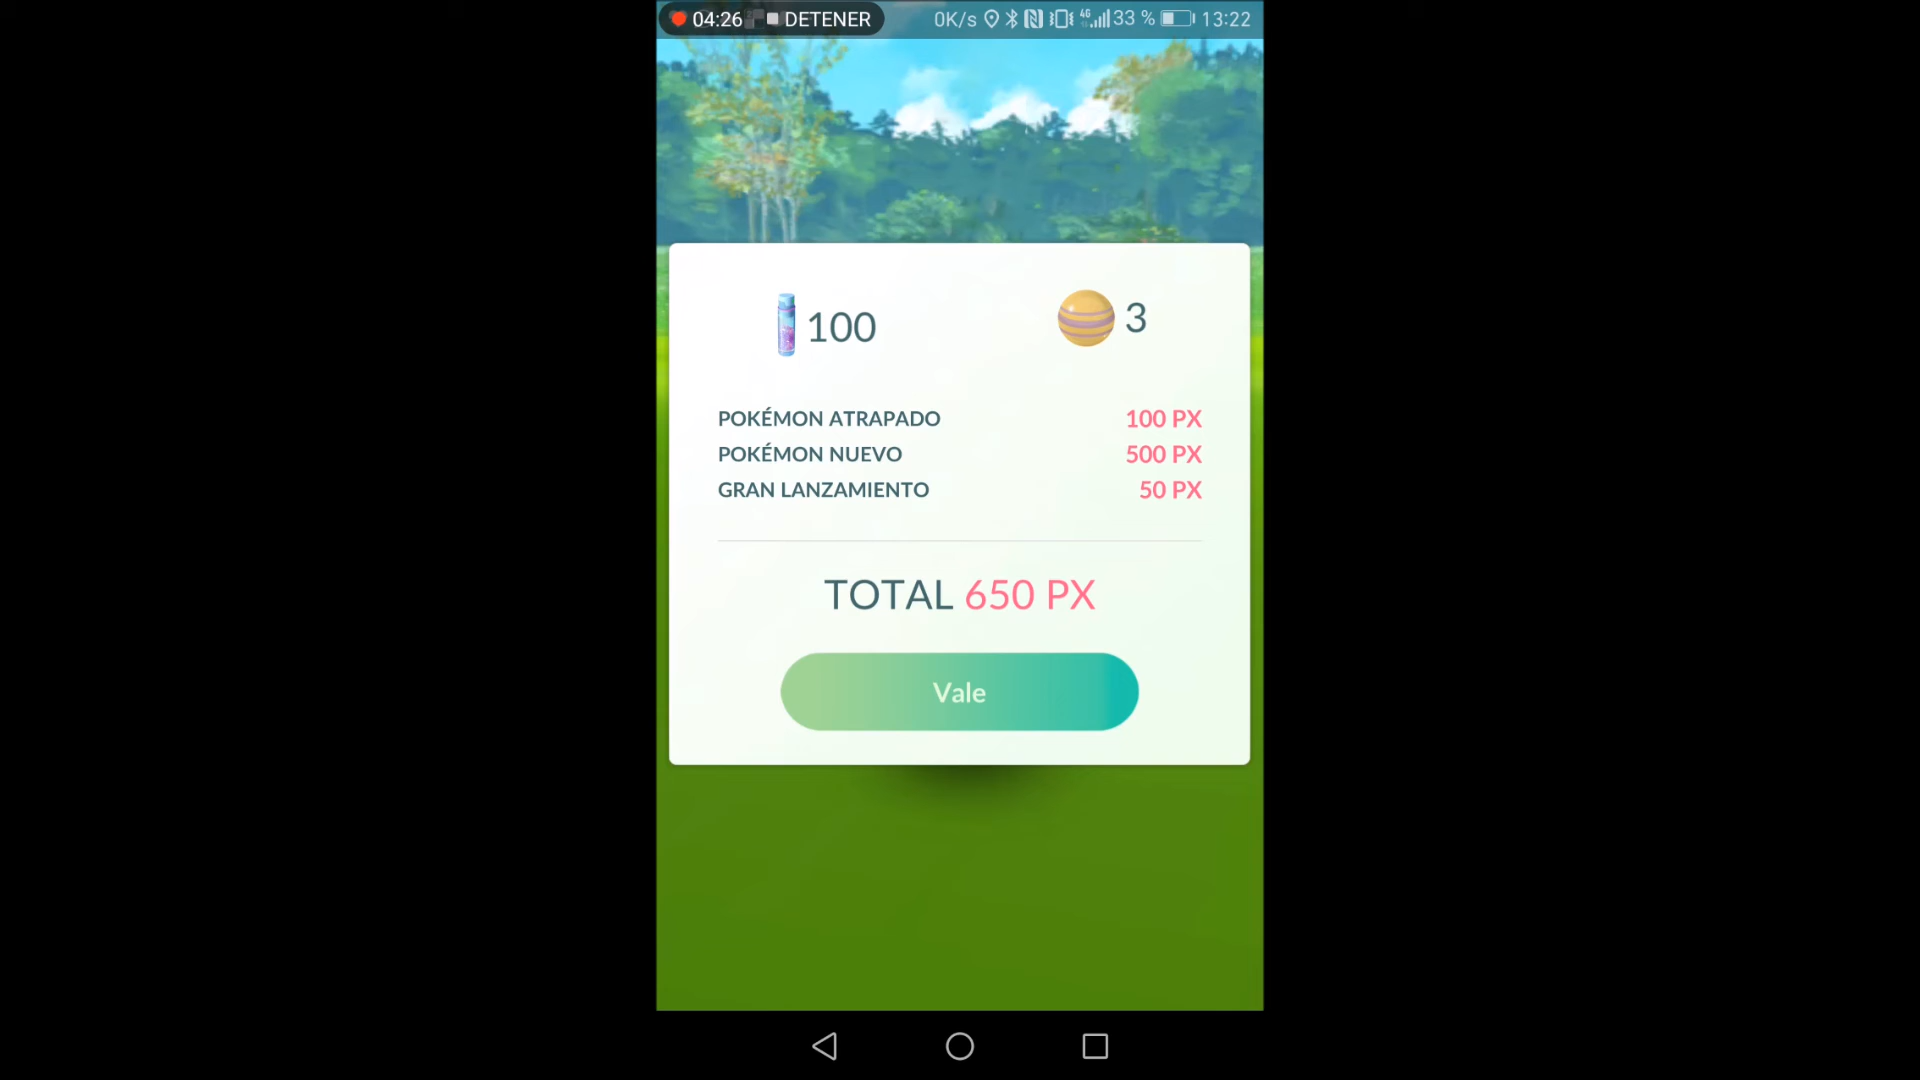 04:26 DETENER 0K/s 4G 33 % 13:22
100 3
POKÉMON ATRAPADO 100 PX
POKÉMON NUEVO 500 PX
GRAN LANZAMIENTO 50 PX
TOTAL 650 PX
Vale